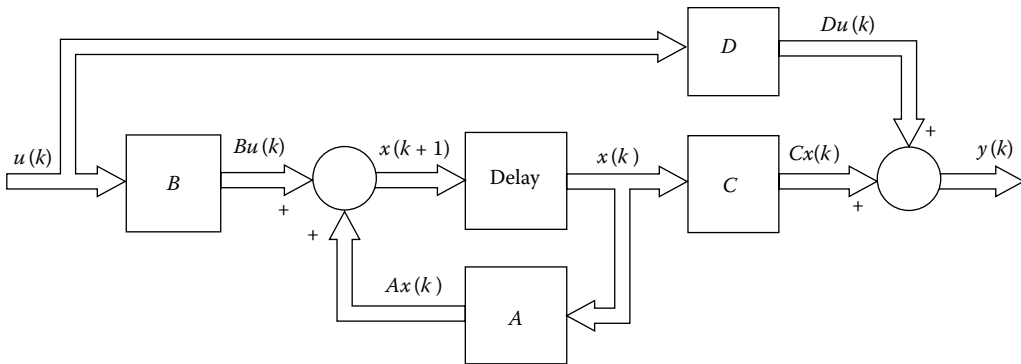 D
Du(k)
u(k)
B
Bu(k)
+
+
x(k + 1)
Delay
x(k)
C
Cx(k)
+
+
y(k)
Ax(k)
A